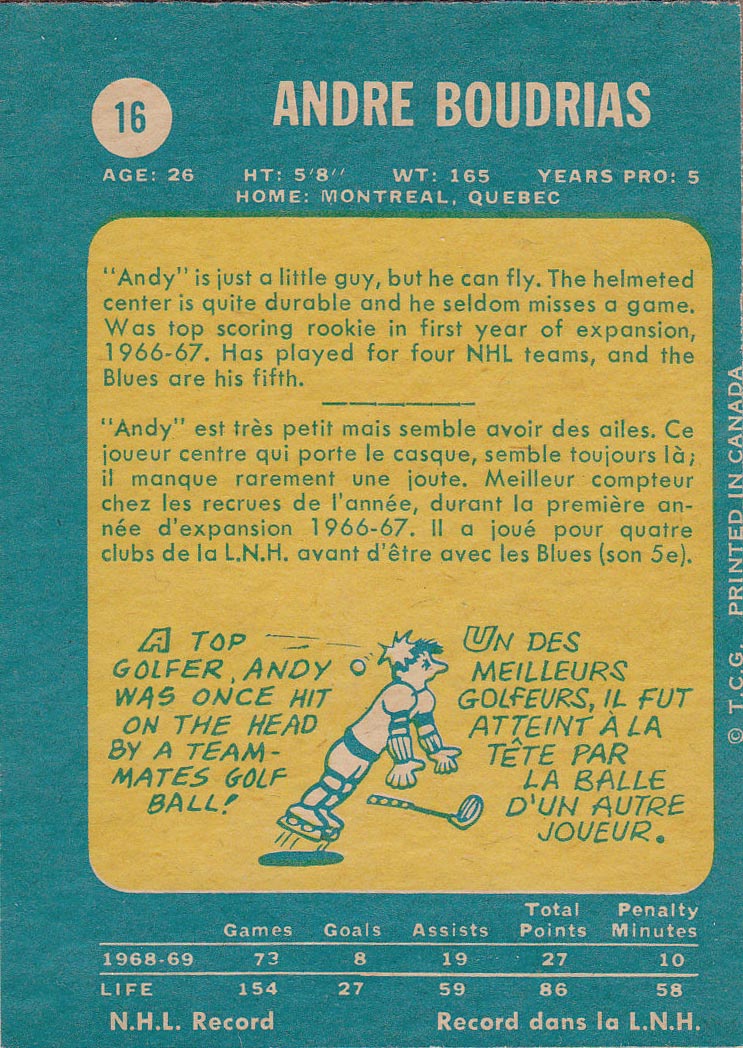 16
ANDRE BOUDRIAS
AGE: 26 HT: 5'8'' WT: 165 YEARS PRO: 5
HOME: MONTREAL, QUEBEC
"Andy" is just a little guy, but he can fly. The helmeted
center is quite durable and he seldom misses a game.
Was top scoring rookie in first year of expansion,
1966-67. Has played for four NHL teams, and the
Blues are his fifth.
"Andy" est très petit mais semble avoir des ailes. Ce
joueur centre qui porte le casque, semble toujours là;
il manque rarement une joute. Meilleur compteur
chez les recrues de l'année, durant la première an-
née d'expansion 1966-67. Il a joué pour quatre
clubs de la L.N.H. avant d'être avec les Blues (son 5e).
A TOP
GOLFER, ANDY
WAS ONCE HIT
ON THE HEAD
BY A TEAM-
MATES GOLF
BALL!
UN DES
MEILLEURS
GOLFEURS, IL FUT
ATTEINT À LA
TÊTE PAR
LA BALLE
D'UN AUTRE
JOUEUR.
Games Goals Assists Total Points Penalty Minutes
1968-69 73 8 19 27 10
LIFE 154 27 59 86 58
N.H.L. Record Record dans la L.N.H.
© T.C.G. PRINTED IN CANADA